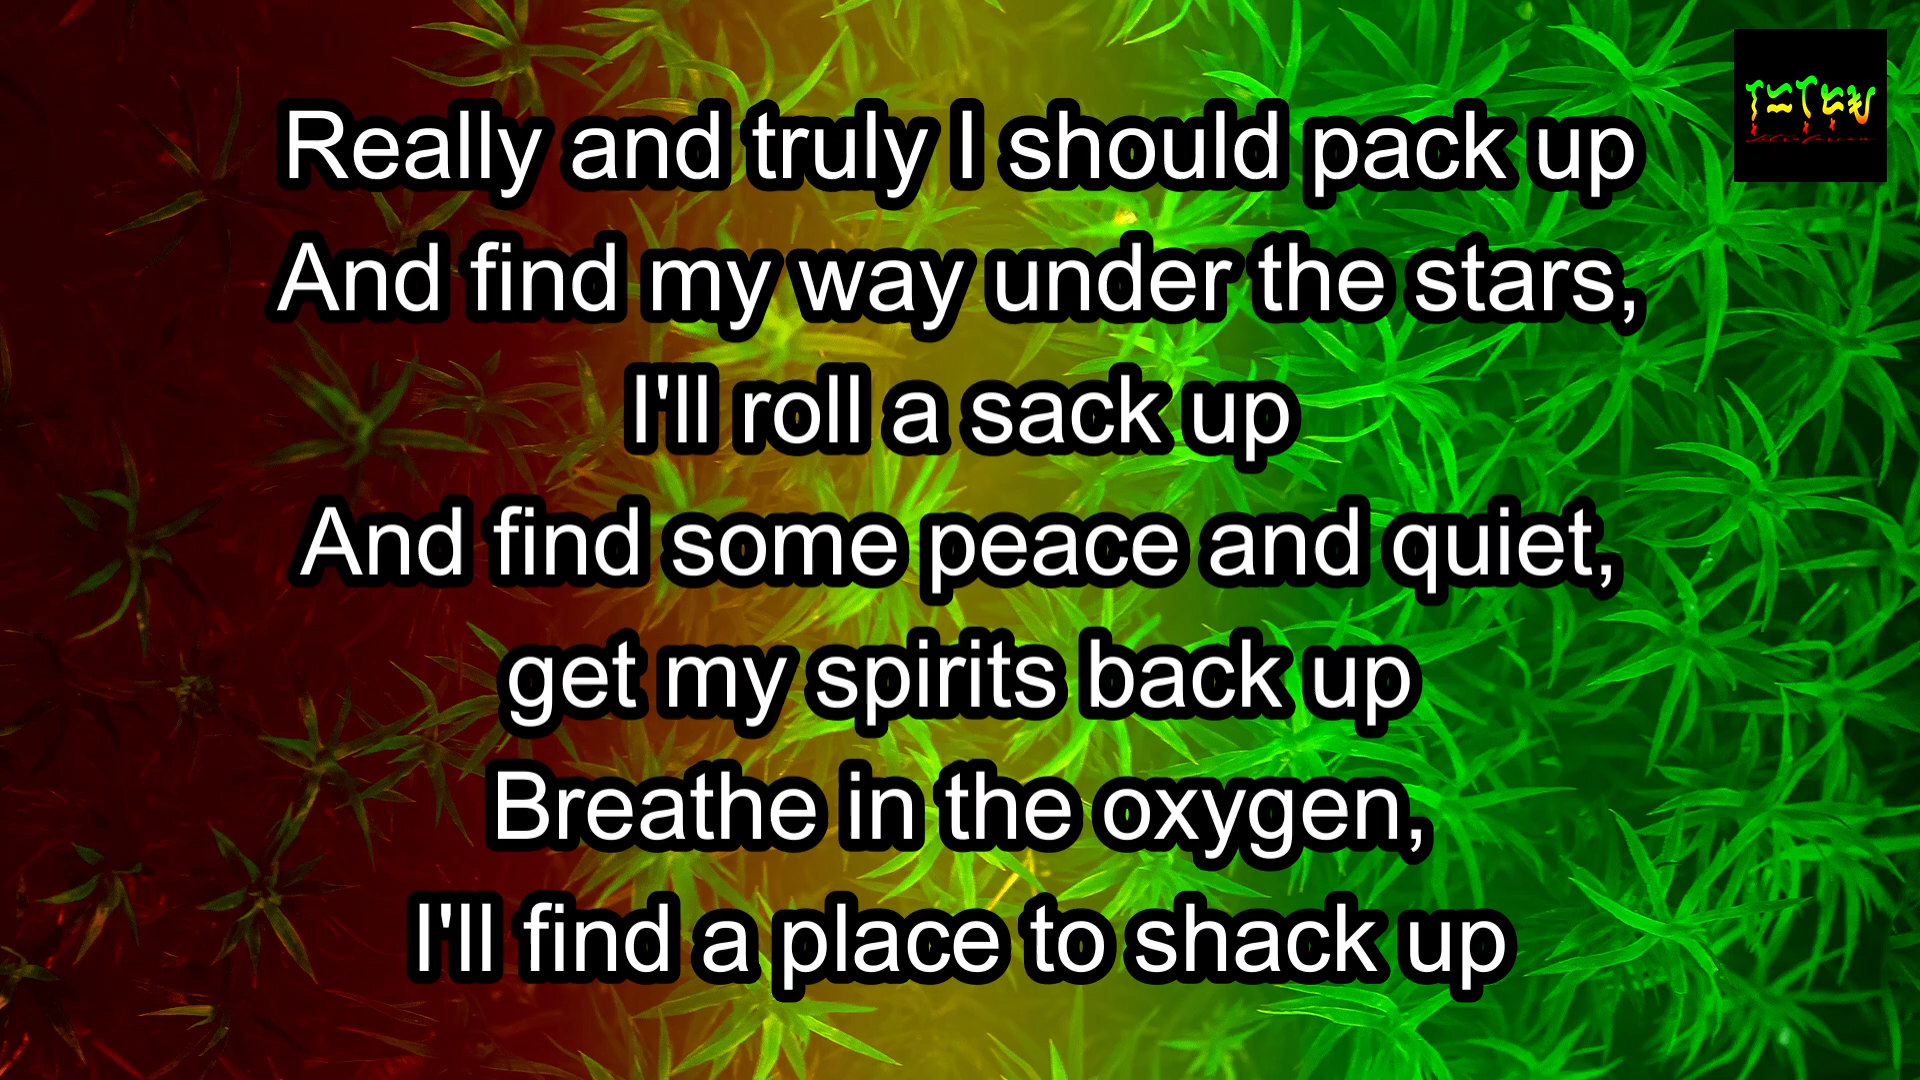 Really and truly I should pack up
And find my way under the stars,
I'll roll a sack up
And find some peace and quiet,
get my spirits back up
Breathe in the oxygen,
I'll find a place to shack up